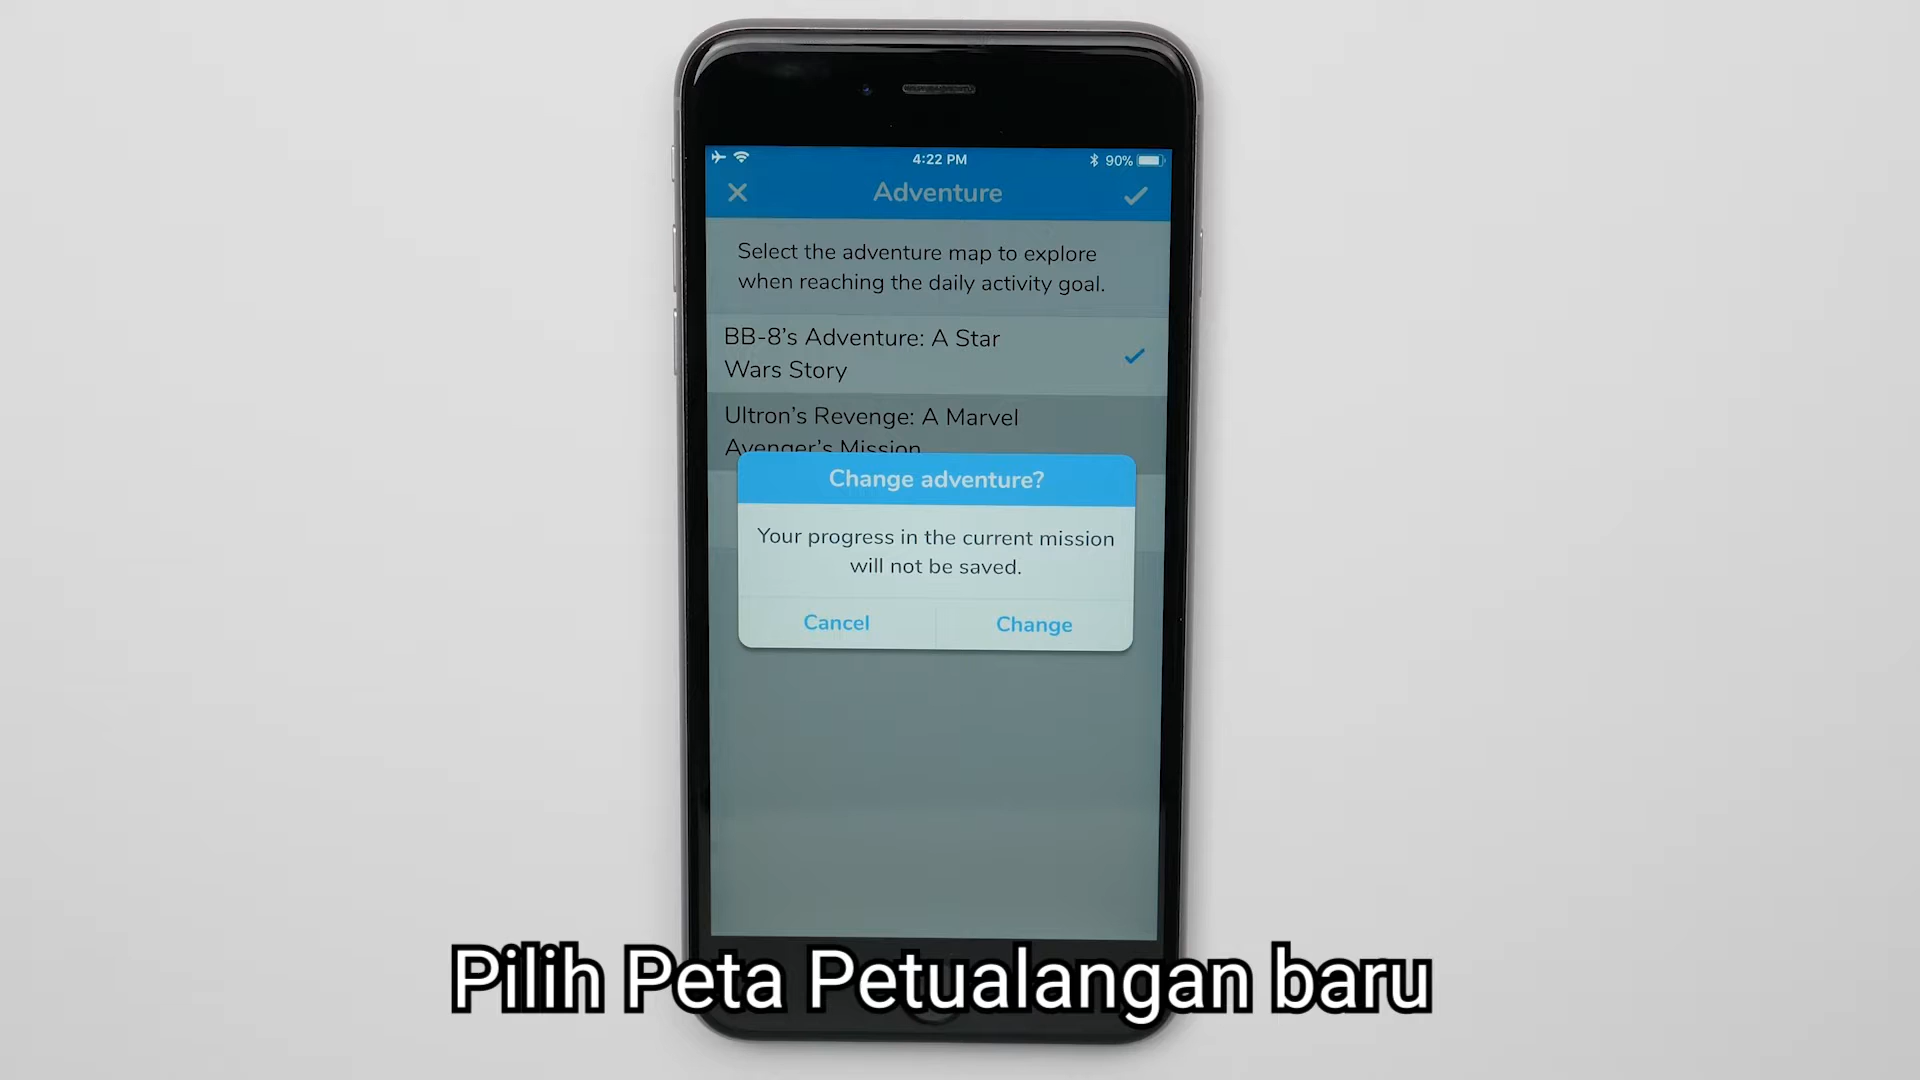 4:22 PM
90%
Adventure
Select the adventure map to explore
when reaching the daily activity goal.
BB-8's Adventure: A Star
Wars Story
Ultron's Revenge: A Marvel
Avenger's Mission
Change adventure?
Your progress in the current mission
will not be saved.
Cancel
Change
Pilih Peta Petualangan baru